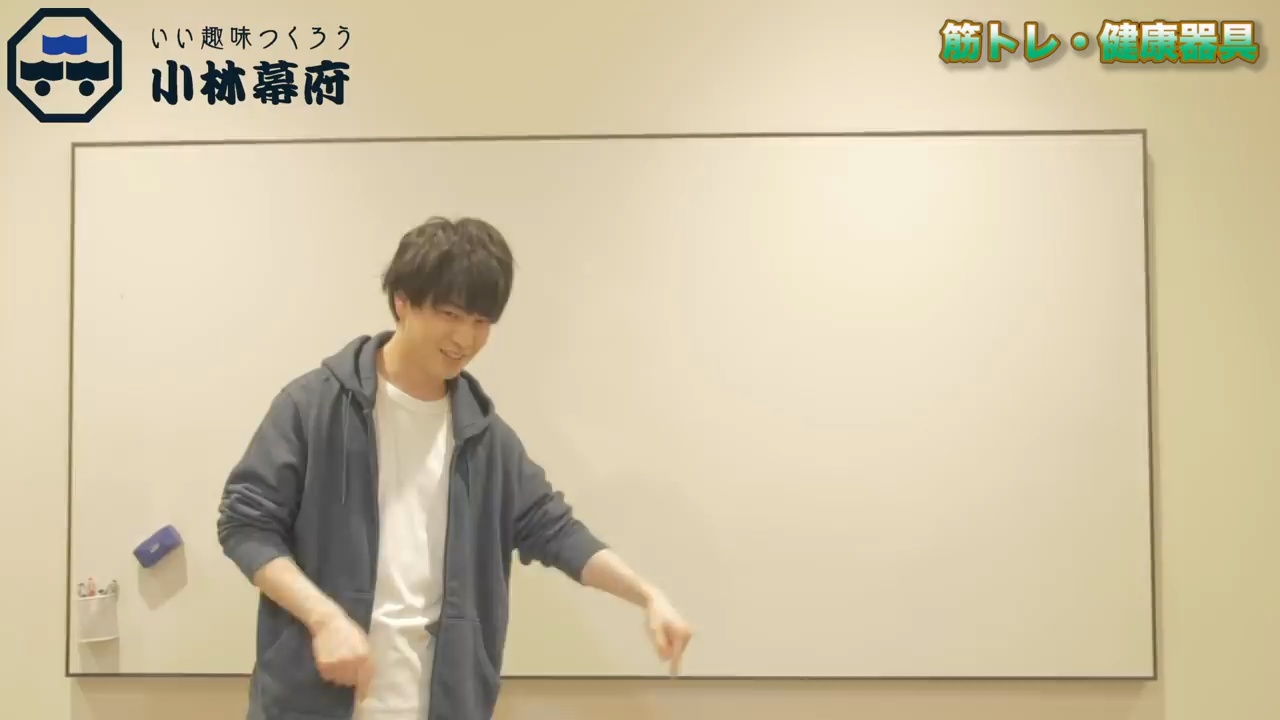 いい趣味つくろう
小林幕府
筋トレ・健康器具